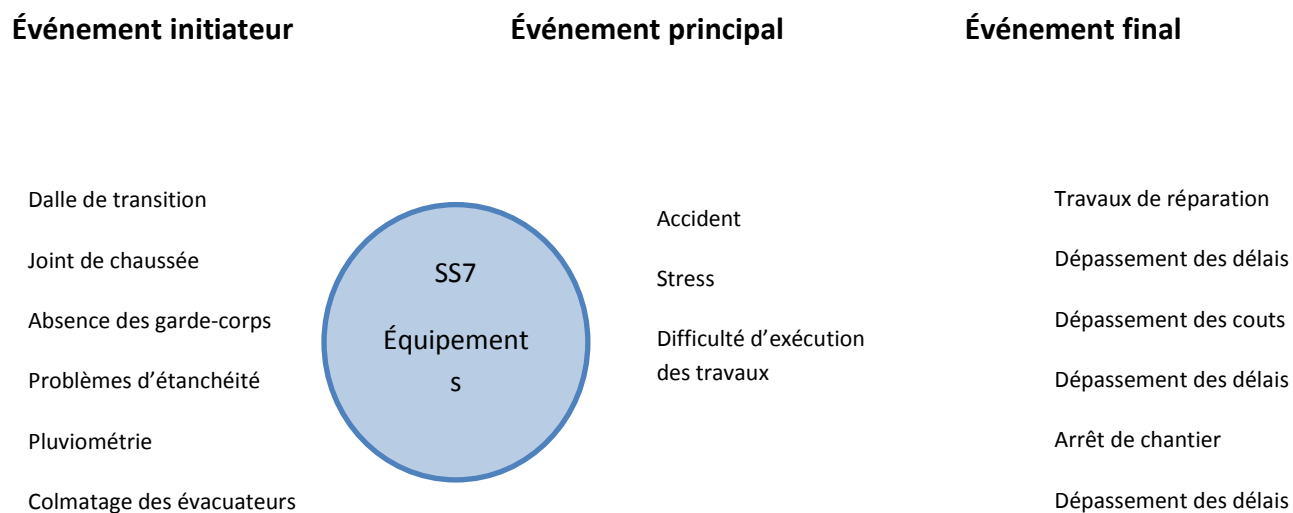 Événement initiateur
Événement principal
Événement final
Dalle de transition
Joint de chaussée
Absence des garde-corps
Problèmes d’étanchéité
Pluviométrie
Colmatage des évacuateurs
SS7
Équipement
s
Accident
Stress
Difficulté d’exécution
des travaux
Travaux de réparation
Dépassement des délais
Dépassement des couts
Dépassement des délais
Arrêt de chantier
Dépassement des délais